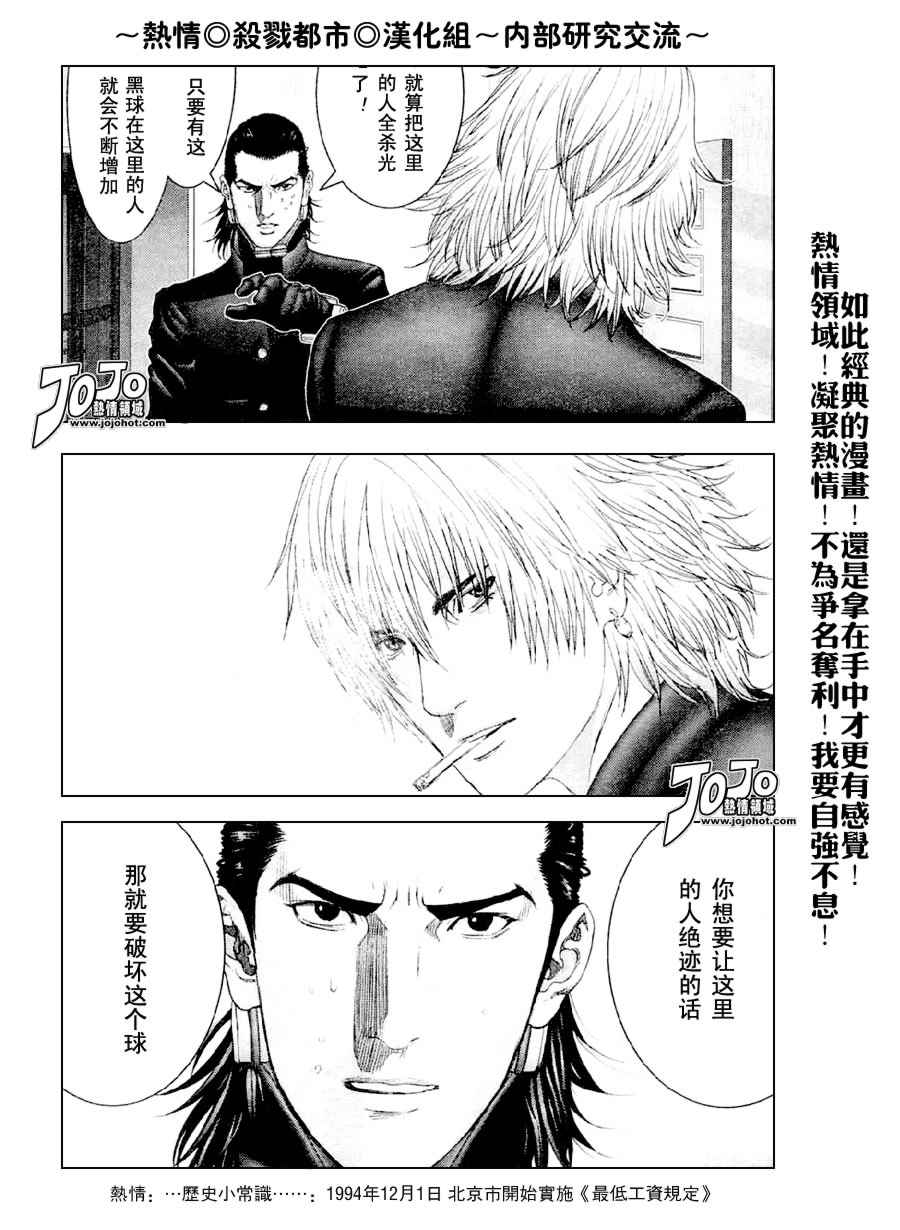 ～熱情◎殺戮都市◎漢化組～内部研究交流～
就算把这里
的人全杀光
了！
只要有这
黑球在这里的人
就会不断增加
JOJO
熱情領域
www.jojohot.com
JOJO
熱情領域
www.jojohot.com
你想要让这里
的人绝迹的话
那就要破坏这个球
如此經典的漫畫！還是拿在手中才更有感覺！
熱情領域！凝聚熱情！不為爭名奪利！我要自強不息！
熱情：…歷史小常識……：1994年12月1日 北京市開始實施《最低工資規定》